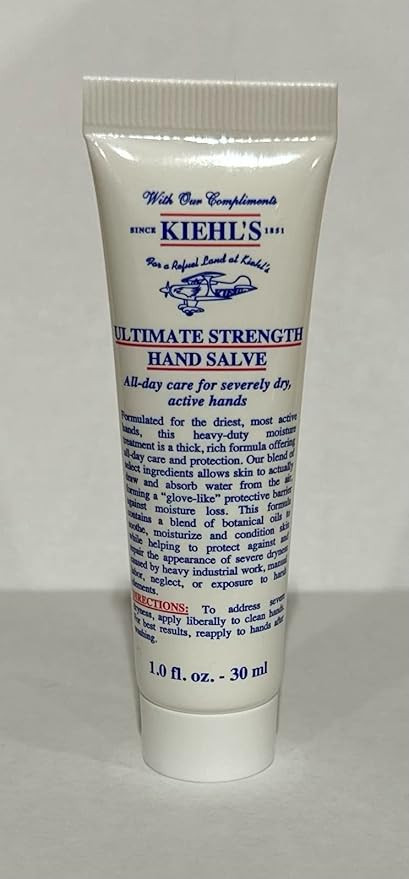 With Our Compliments
SINCE KIEHL'S 1851
For a Refuel Land at Kiehl's
KIEHL'S
ULTIMATE STRENGTH
HAND SALVE
All-day care for severely dry,
active hands
Formulated for the driest, most active
hands, this heavy-duty moisture
treatment is a thick, rich formula offering
all-day care and protection. Our blend of
select ingredients allows skin to actually
draw and absorb water from the air,
forming a "glove-like" protective barrier
against moisture loss. This formula
contains a blend of botanical oils to
soothe, moisturize and condition skin
while helping to protect against and
repair the appearance of severe dryness
caused by heavy industrial work, manual
labor, neglect, or exposure to harsh
elements.
DIRECTIONS: To address severe
dryness, apply liberally to clean hands.
For best results, reapply to hands after
washing.
1.0 fl. oz. - 30 ml